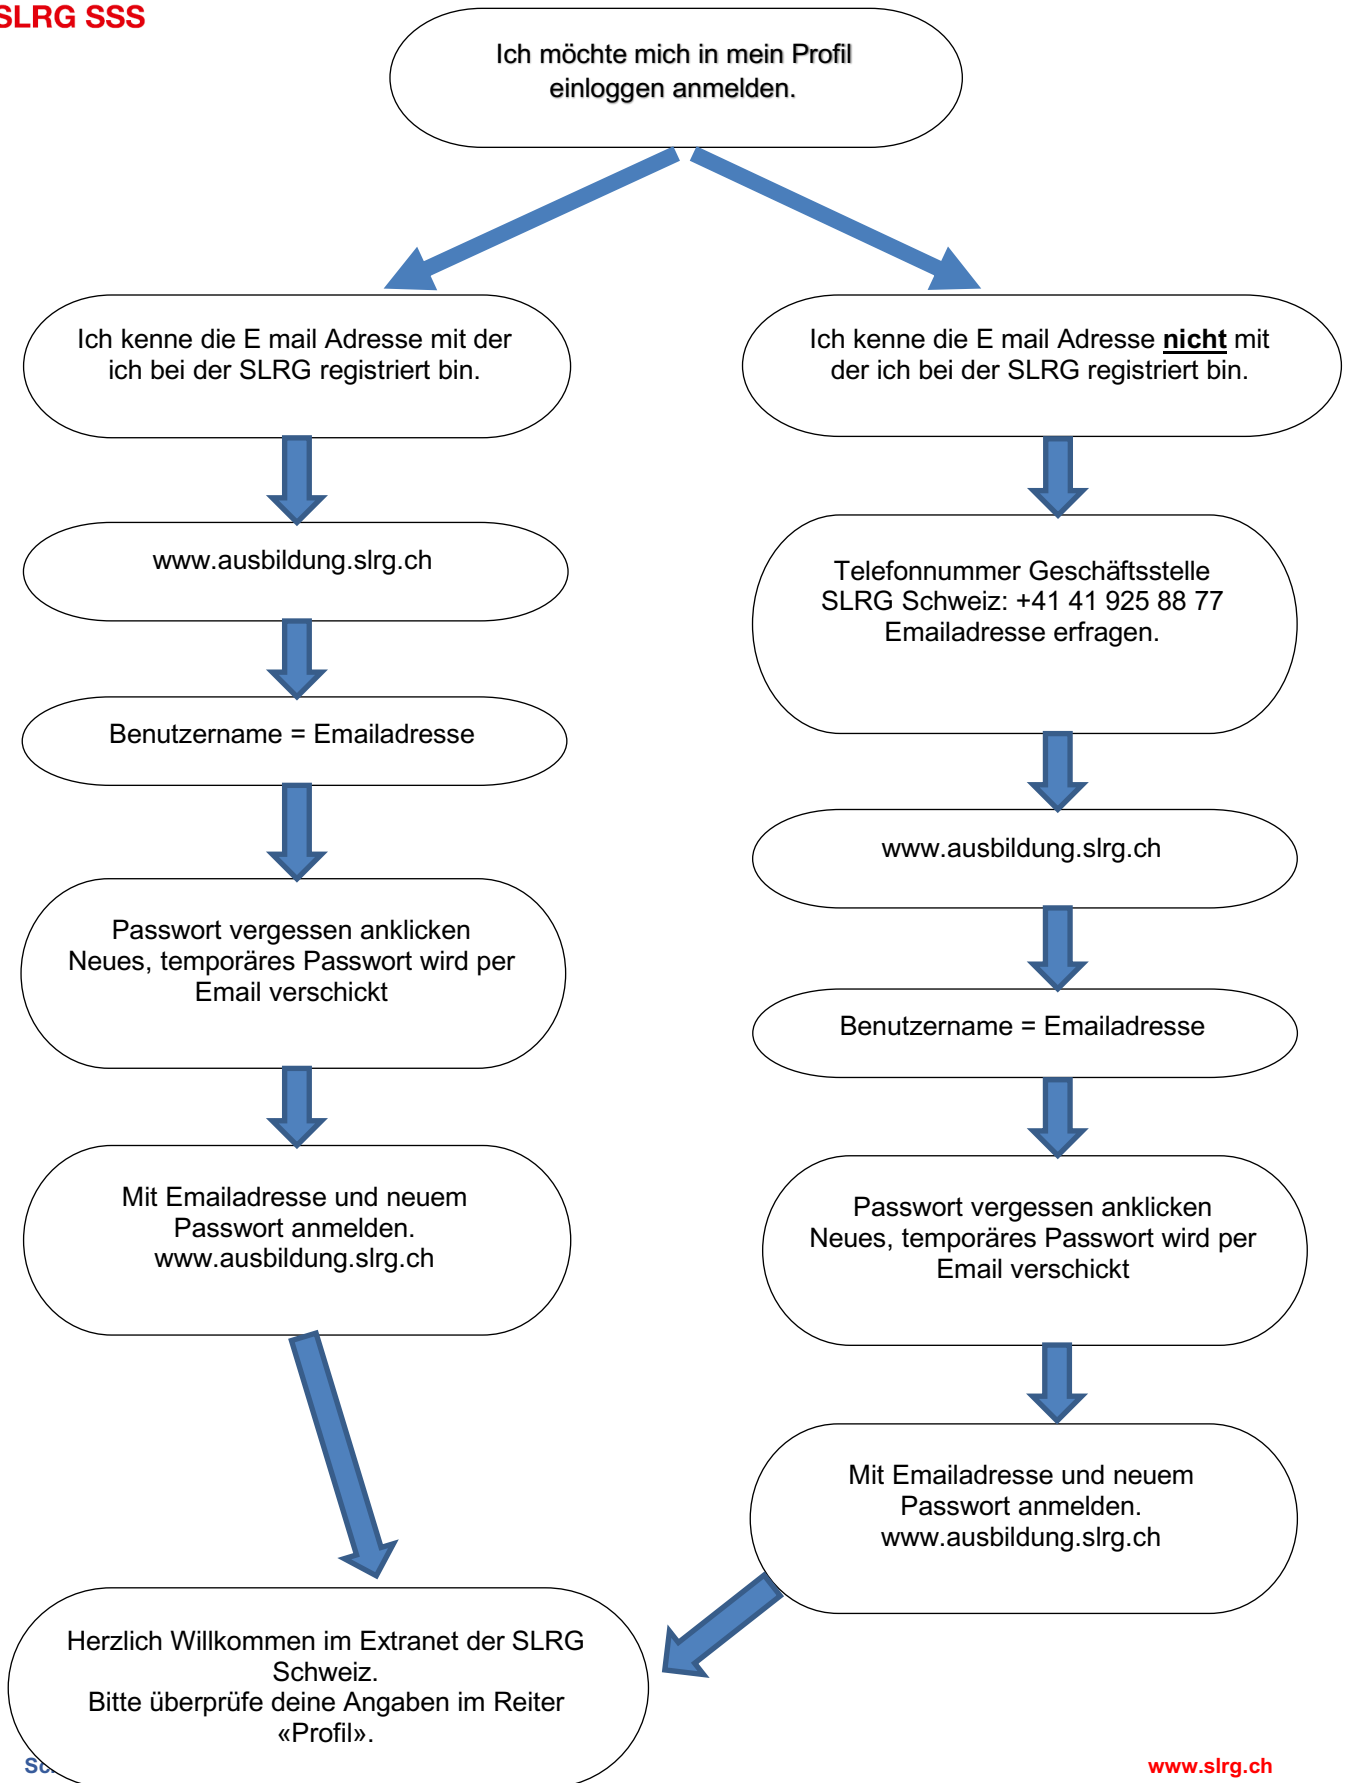 SLRG SSS
Ich möchte mich in mein Profil
einloggen anmelden.
Ich kenne die E mail Adresse mit der
ich bei der SLRG registriert bin.
www.ausbildung.slrg.ch
Benutzername = Emailadresse
Passwort vergessen anklicken
Neues, temporäres Passwort wird per
Email verschickt
Mit Emailadresse und neuem
Passwort anmelden.
www.ausbildung.slrg.ch
Ich kenne die E mail Adresse nicht mit
der ich bei der SLRG registriert bin.
Telefonnummer Geschäftsstelle
SLRG Schweiz: +41 41 925 88 77
Emailadresse erfragen.
www.ausbildung.slrg.ch
Benutzername = Emailadresse
Passwort vergessen anklicken
Neues, temporäres Passwort wird per
Email verschickt
Mit Emailadresse und neuem
Passwort anmelden.
www.ausbildung.slrg.ch
Herzlich Willkommen im Extranet der SLRG
Schweiz.
Bitte überprüfe deine Angaben im Reiter
«Profil».
www.slrg.ch